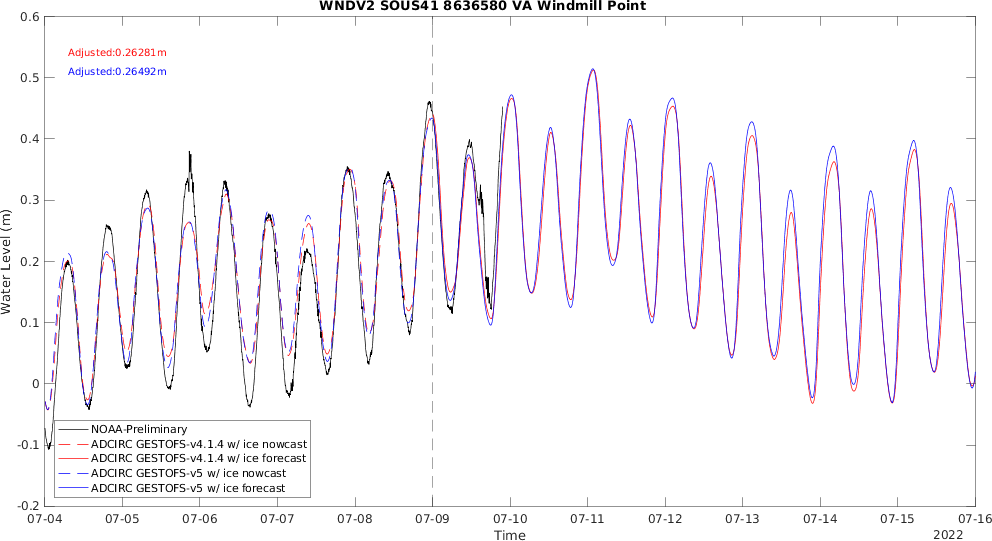 WNDV2 SOUS41 8636580 VA Windmill Point
0.6
0.5
0.4
0.3
0.2
0.1
0
-0.1
-0.2
Water Level (m)
Adjusted:0.26281m
Adjusted:0.26492m
NOAA-Preliminary
ADCIRC GESTOFS-v4.1.4 w/ ice nowcast
ADCIRC GESTOFS-v4.1.4 w/ ice forecast
ADCIRC GESTOFS-v5 w/ ice nowcast
ADCIRC GESTOFS-v5 w/ ice forecast
07-04 07-05 07-06 07-07 07-08 07-09 07-10 07-11 07-12 07-13 07-14 07-15 07-16
Time
2022